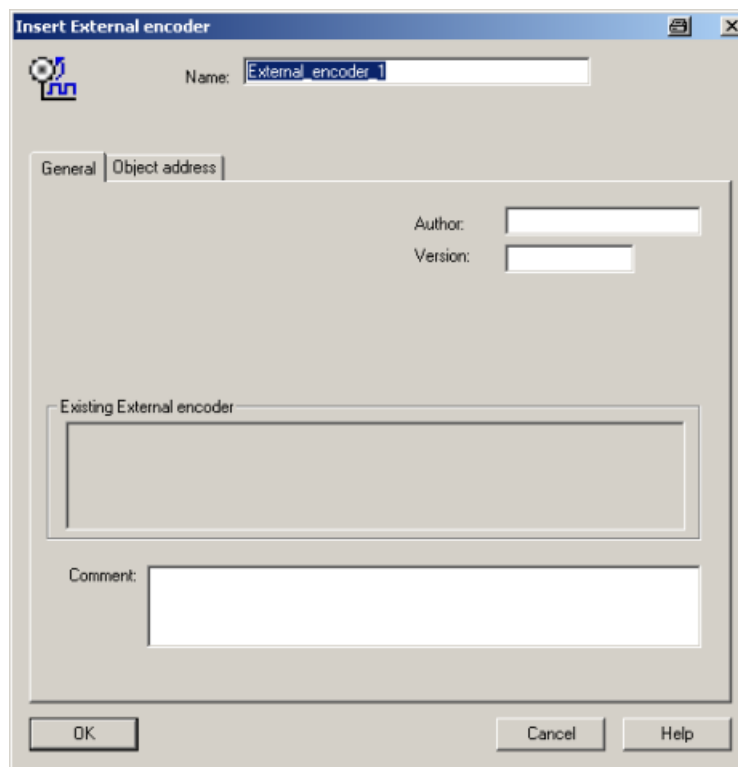 Insert External encoder
Name: External_encoder_1
General Object address
Author:
Version:
Existing External encoder
Comment:
OK Cancel Help